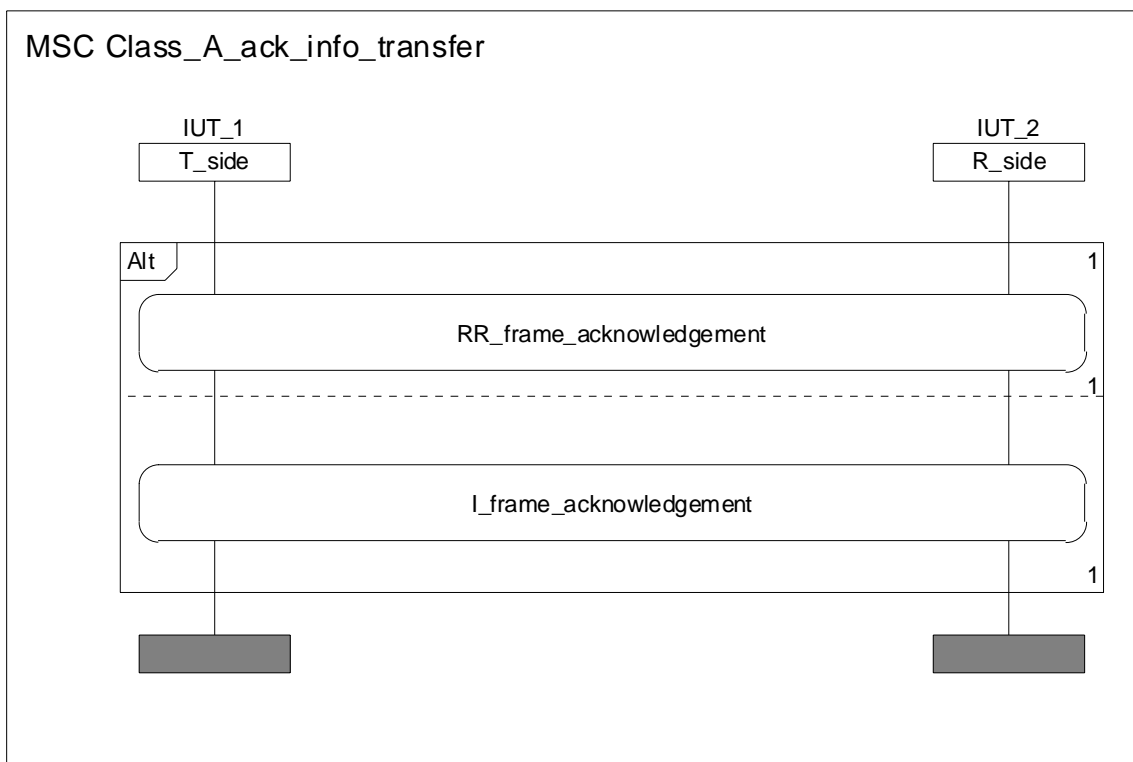 MSC Class_A_ack_info_transfer
IUT_1
IUT_2
T_side
R_side
Alt
1
RR_frame_acknowledgement
1
I_frame_acknowledgement
1